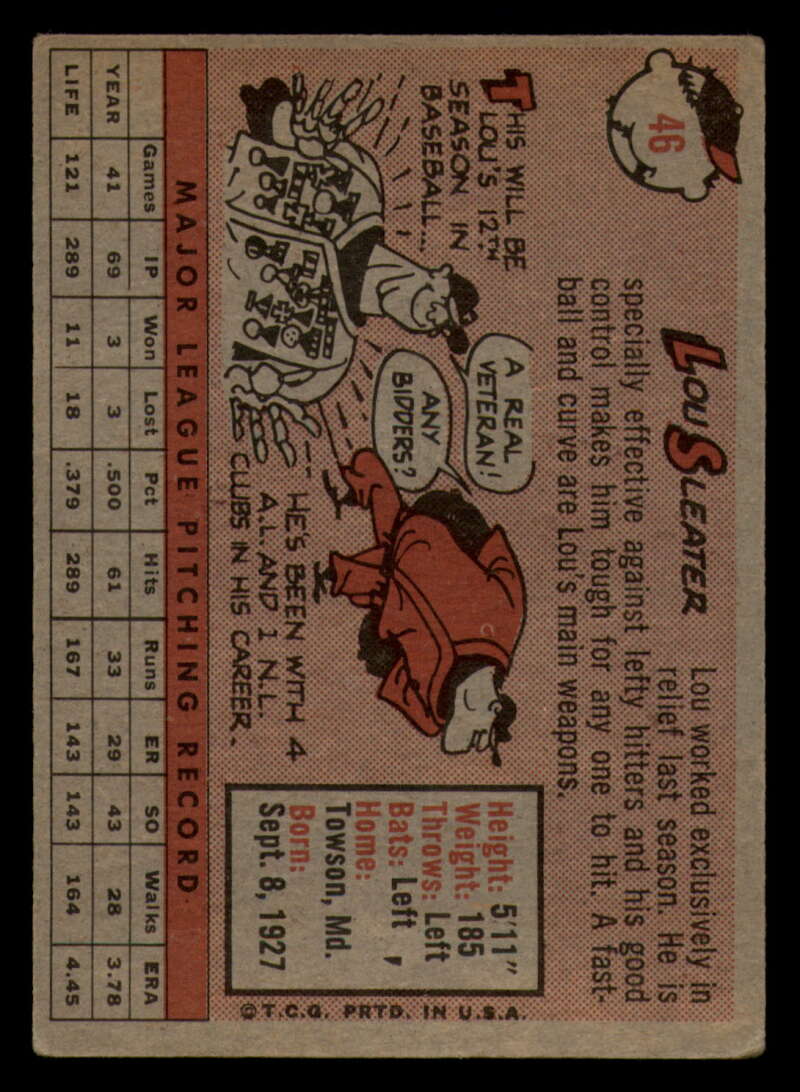 46
LOU SLEATER
Lou worked exclusively in
relief last season. He is
specially effective against lefty hitters and his good
control makes him tough for any one to hit. A fast-
ball and curve are Lou's main weapons.
THIS WILL BE
LOU'S 12TH
SEASON IN
BASEBALL...
A REAL
VETERAN!
ANY
BIDDERS?
HE'S BEEN WITH 4
A.L. AND 1 N.L.
CLUBS IN HIS CAREER.
Height: 5'11"
Weight: 185
Throws: Left
Bats: Left
Home:
Towson, Md.
Born:
Sept. 8, 1927
© T.C.G. PRTD. IN U.S.A.
MAJOR LEAGUE PITCHING RECORD
Games IP Won Lost Pct Hits Runs ER SO Walks ERA
YEAR 41 69 3 3 .500 61 33 29 43 28 3.78
LIFE 121 289 11 18 .379 289 167 143 143 164 4.45